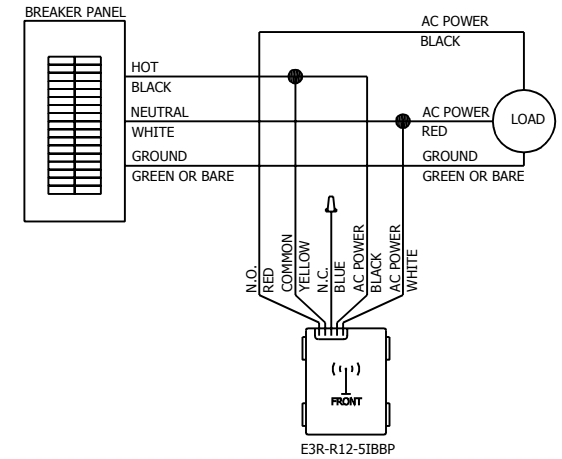 BREAKER PANEL
AC POWER
BLACK
HOT
BLACK
NEUTRAL
WHITE
AC POWER
RED
LOAD
GROUND
GREEN OR BARE
GROUND
GREEN OR BARE
N.O.
RED
COMMON
YELLOW
N.C.
BLUE
AC POWER
BLACK
AC POWER
WHITE
FRONT
E3R-R12-5IBBP